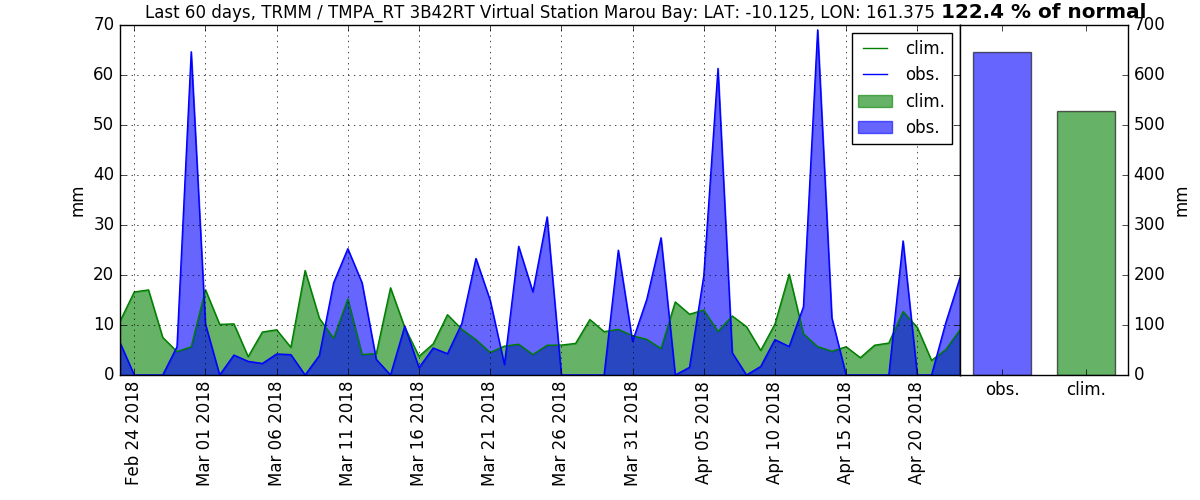 Last 60 days, TRMM / TMPA_RT 3B42RT Virtual Station Marou Bay: LAT: -10.125, LON: 161.375 122.4 % of normal
70
60
50
40
30
20
10
0
mm
clim.
obs.
clim.
obs.
700
600
500
400
300
200
100
0
mm
Feb 24 2018
Mar 01 2018
Mar 06 2018
Mar 11 2018
Mar 16 2018
Mar 21 2018
Mar 26 2018
Mar 31 2018
Apr 05 2018
Apr 10 2018
Apr 15 2018
Apr 20 2018
obs.
clim.